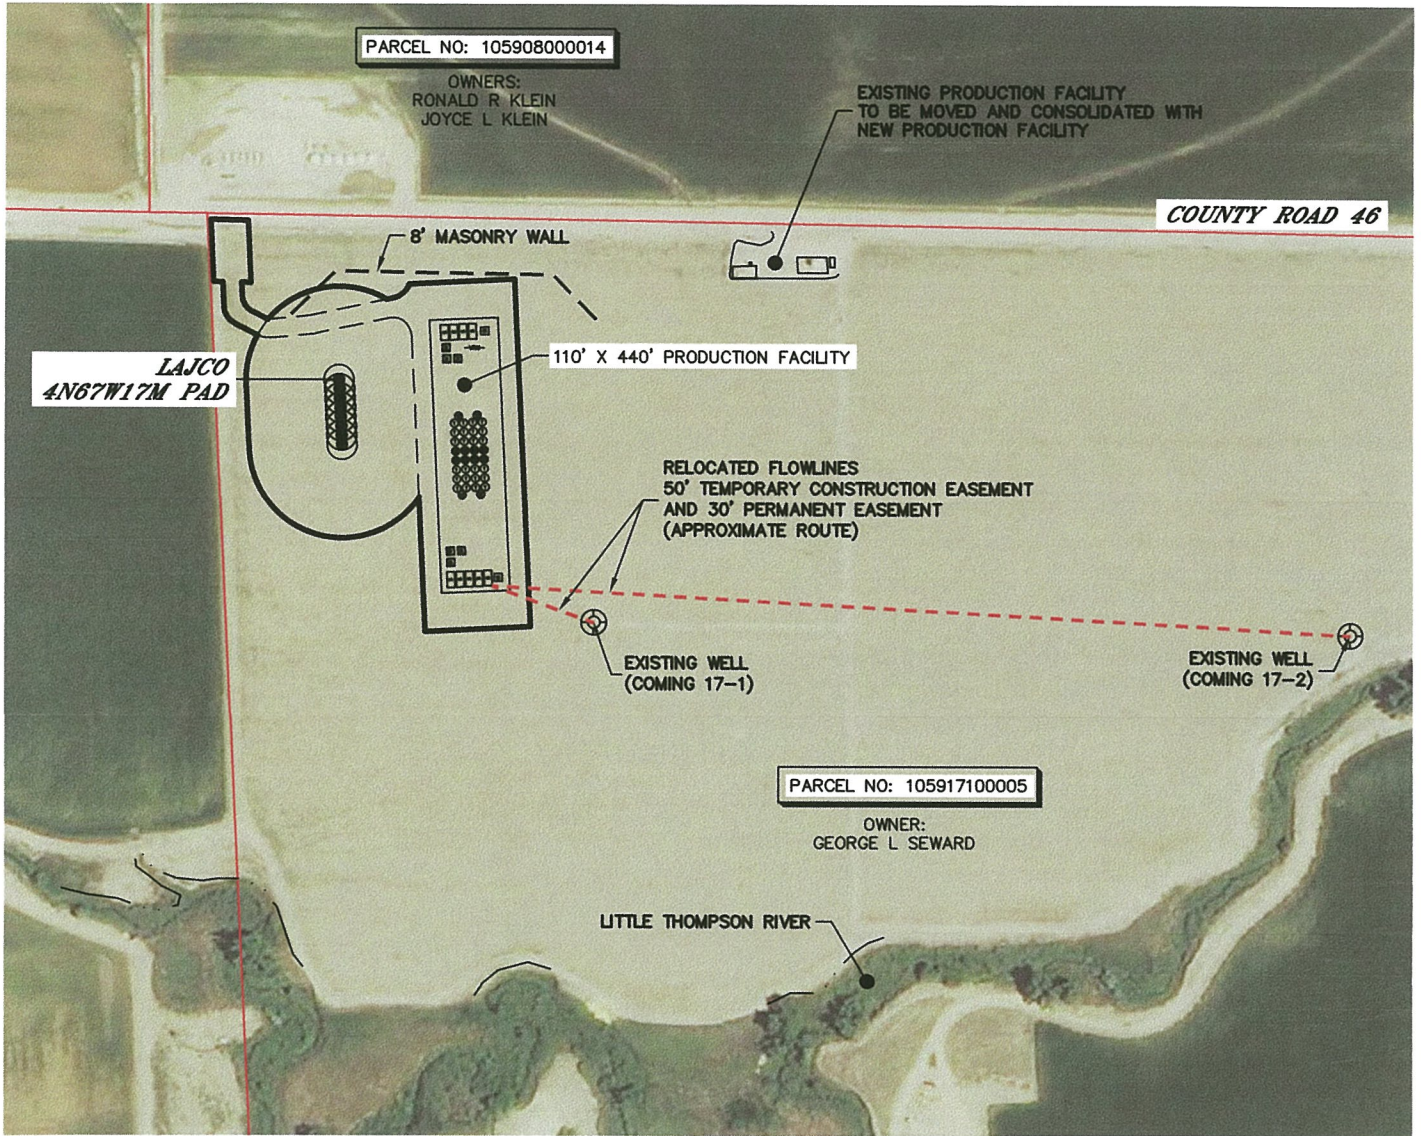 PARCEL NO: 105908000014
OWNERS:
RONALD R KLEIN
JOYCE L KLEIN
EXISTING PRODUCTION FACILITY
TO BE MOVED AND CONSOLIDATED WITH
NEW PRODUCTION FACILITY
COUNTY ROAD 46
8' MASONRY WALL
LAJCO
4N67W17M PAD
110' X 440' PRODUCTION FACILITY
RELOCATED FLOWLINES
50' TEMPORARY CONSTRUCTION EASEMENT
AND 30' PERMANENT EASEMENT
(APPROXIMATE ROUTE)
EXISTING WELL
(COMING 17-1)
EXISTING WELL
(COMING 17-2)
PARCEL NO: 105917100005
OWNER:
GEORGE L SEWARD
LITTLE THOMPSON RIVER